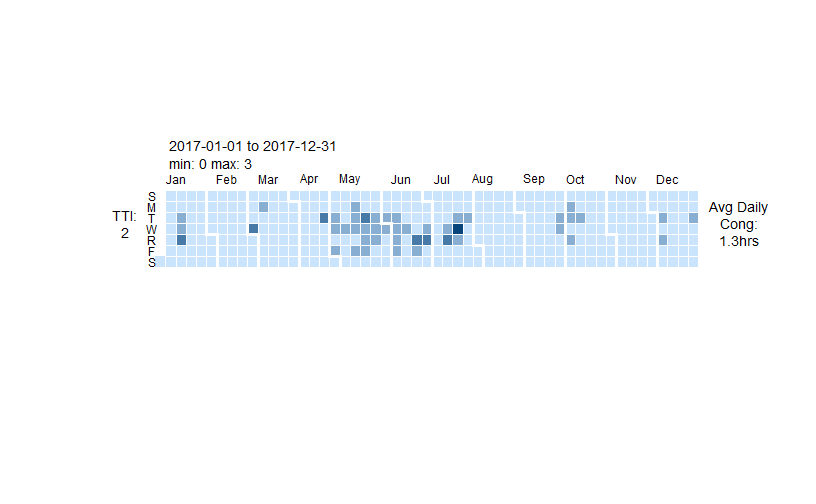 2017-01-01 to 2017-12-31
min: 0 max: 3
Jan Feb Mar Apr May Jun Jul Aug Sep Oct Nov Dec
S
M
T
W
R
F
S
TTI:
2
Avg Daily
Cong:
1.3hrs